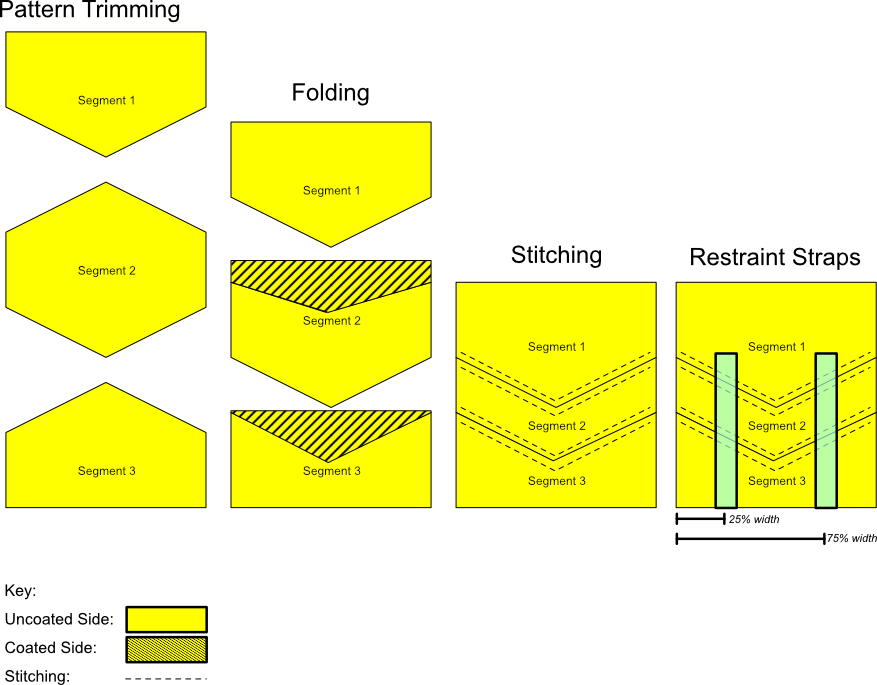 Pattern Trimming
Segment 1
Segment 2
Segment 3
Folding
Segment 1
Segment 2
Segment 3
Stitching
Segment 1
Segment 2
Segment 3
Restraint Straps
Segment 1
Segment 2
Segment 3
25% width
75% width
Key:
Uncoated Side:
Coated Side:
Stitching: